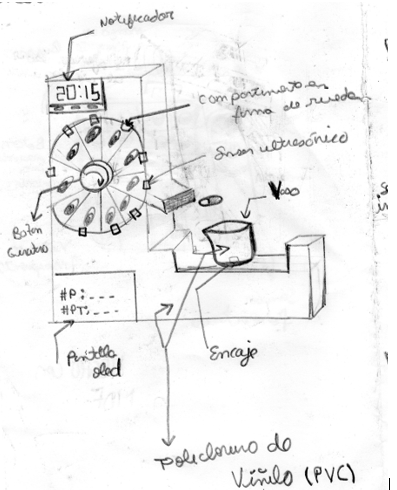 Notificador
20:15
compartimento en
forma de rueda
Sensor ultrasónico
Vaso
Botón
Giratorio
#P:---
#PT:---
Pantalla
oled
Encaje
policloruro de
Vinilo (PVC)